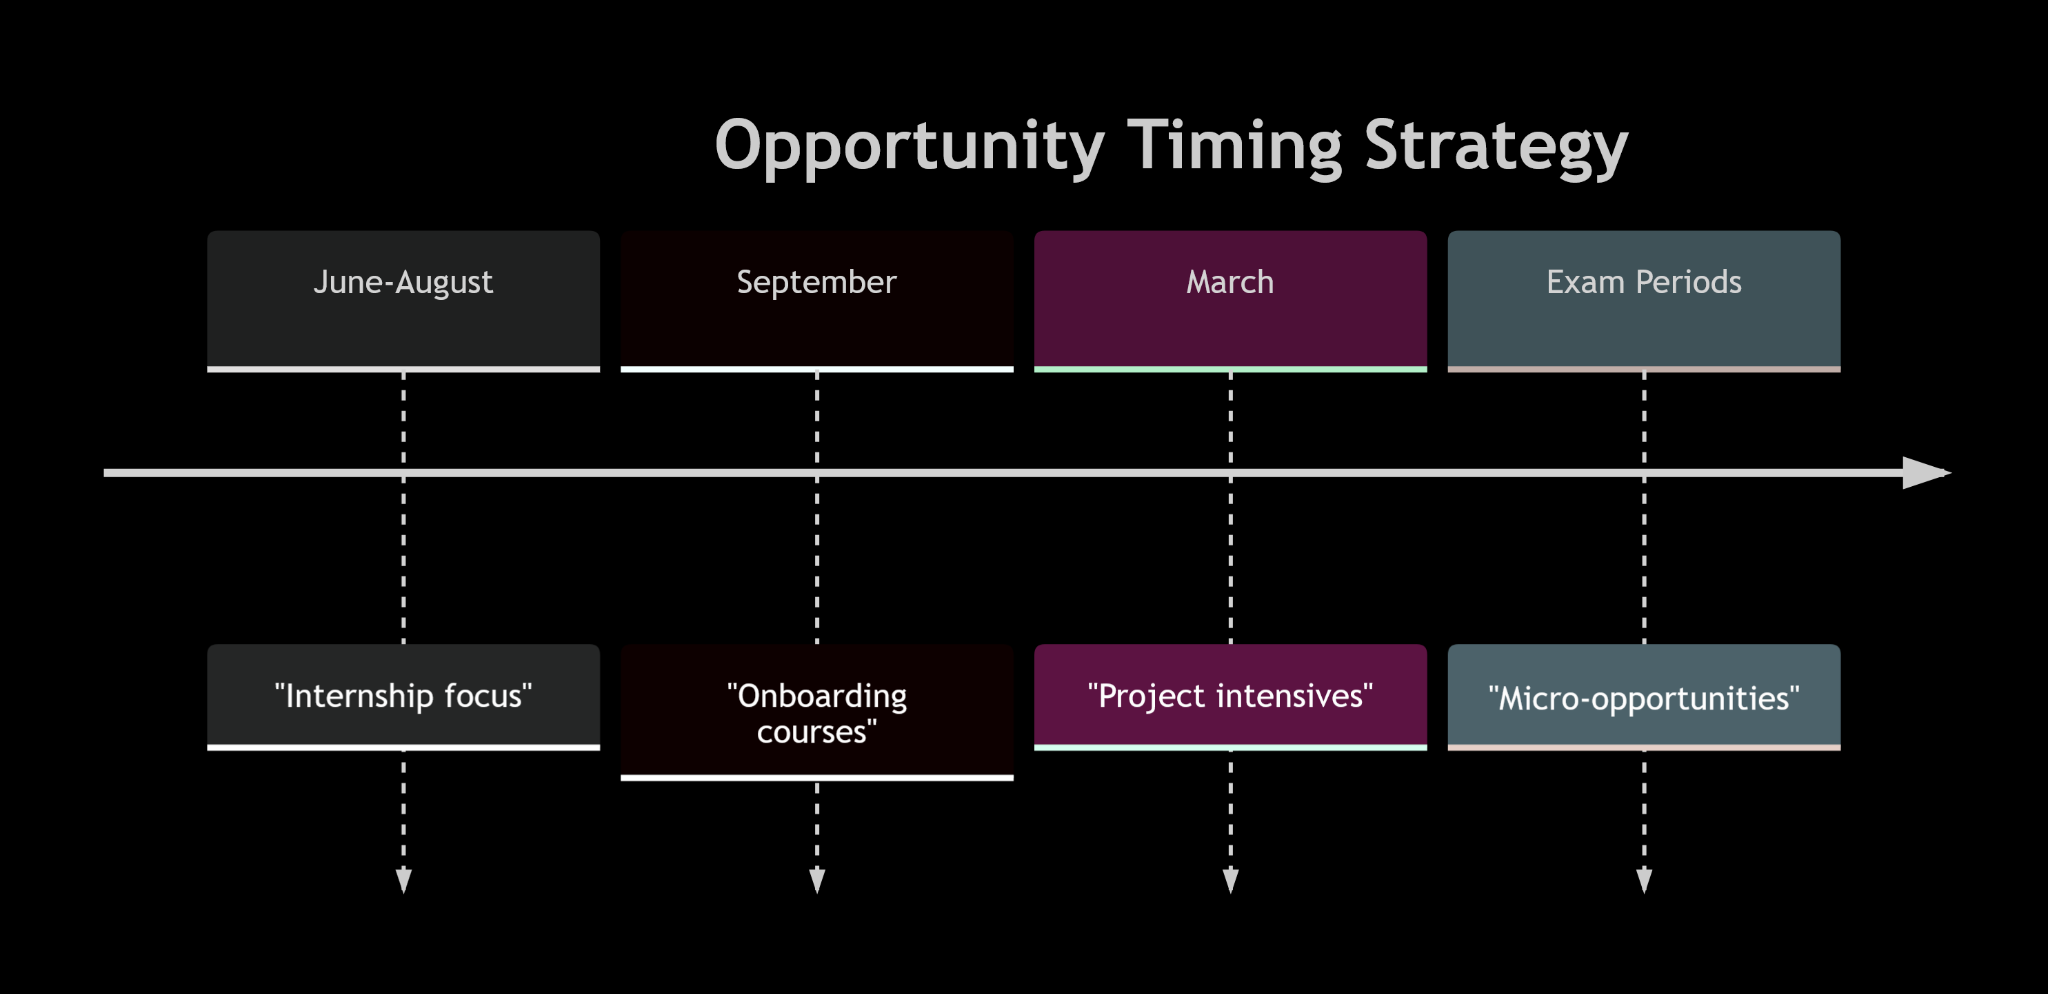 Opportunity Timing Strategy
June-August
September
March
Exam Periods
"Internship focus"
"Onboarding
courses"
"Project intensives"
"Micro-opportunities"